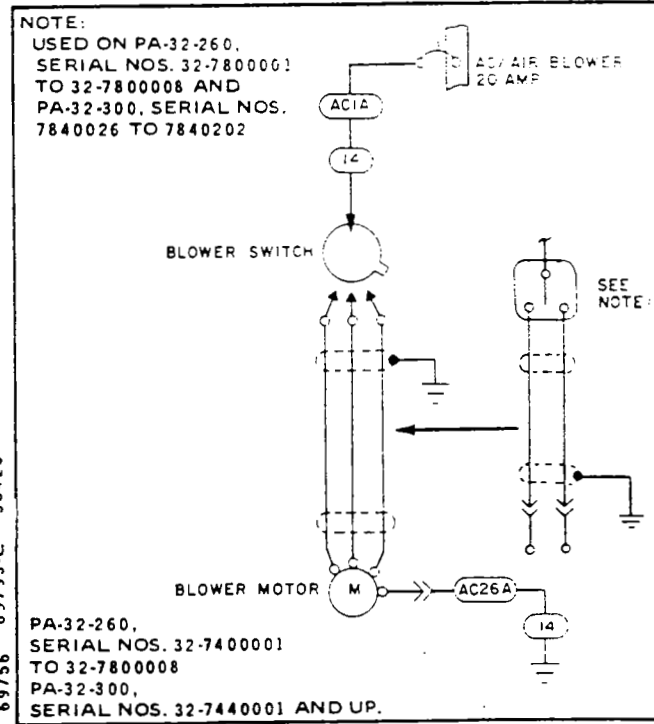 NOTE:
USED ON PA-32-260,
SERIAL NOS. 32-7800001
TO 32-7800008 AND
PA-32-300, SERIAL NOS.
7840026 TO 7840202
AC/AIR BLOWER
20 AMP
AC1A
14
BLOWER SWITCH
SEE
NOTE:
BLOWER MOTOR
M
AC26A
14
PA-32-260,
SERIAL NOS. 32-7400001
TO 32-7800008
PA-32-300,
SERIAL NOS. 32-7440001 AND UP.
69756